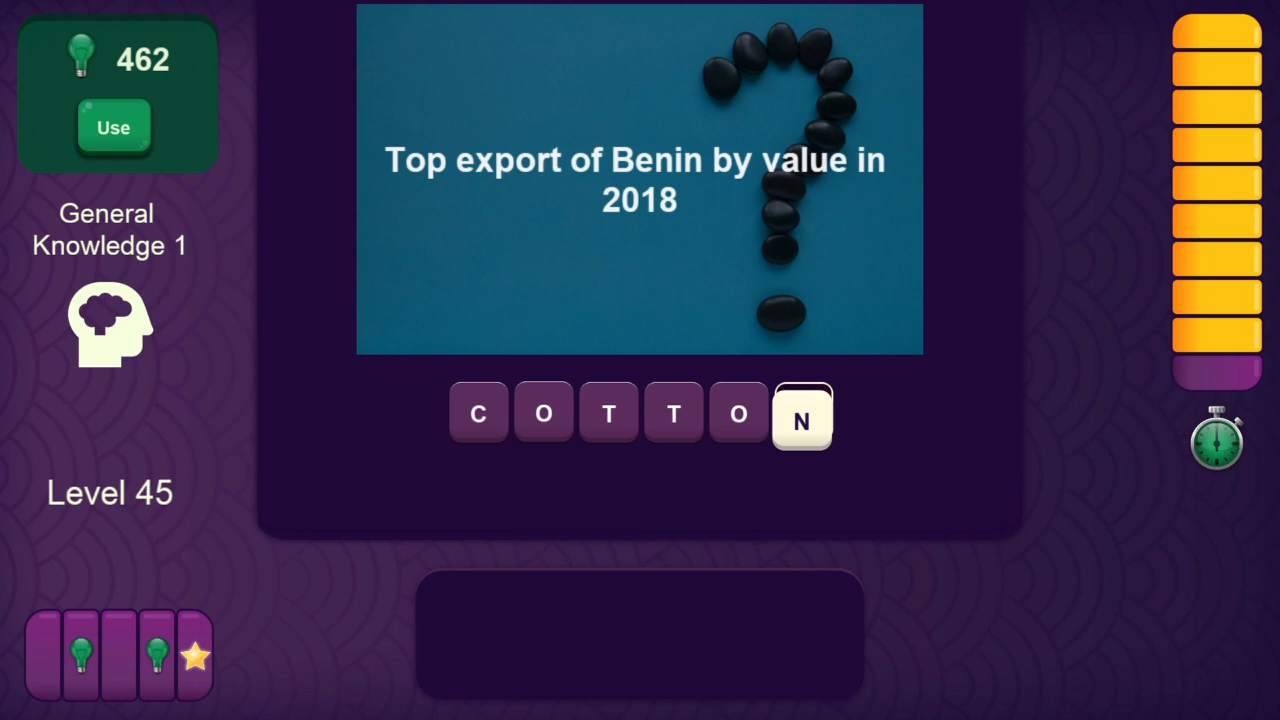 462
Use
General
Knowledge 1
Level 45
Top export of Benin by value in
2018
C O T T O N